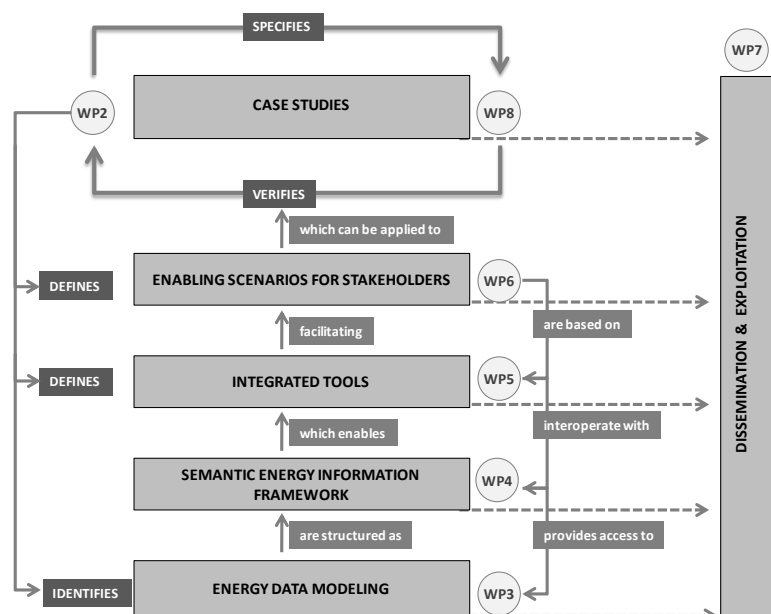 SPECIFIES
WP7
CASE STUDIES
WP2
WP8
VERIFIES
which can be applied to
ENABLING SCENARIOS FOR STAKEHOLDERS
WP6
DEFINES
are based on
facilitating
INTEGRATED TOOLS
WP5
DEFINES
interoperate with
which enables
SEMANTIC ENERGY INFORMATION
FRAMEWORK
WP4
are structured as
provides access to
ENERGY DATA MODELING
WP3
IDENTIFIES
DISSEMINATION & EXPLOITATION